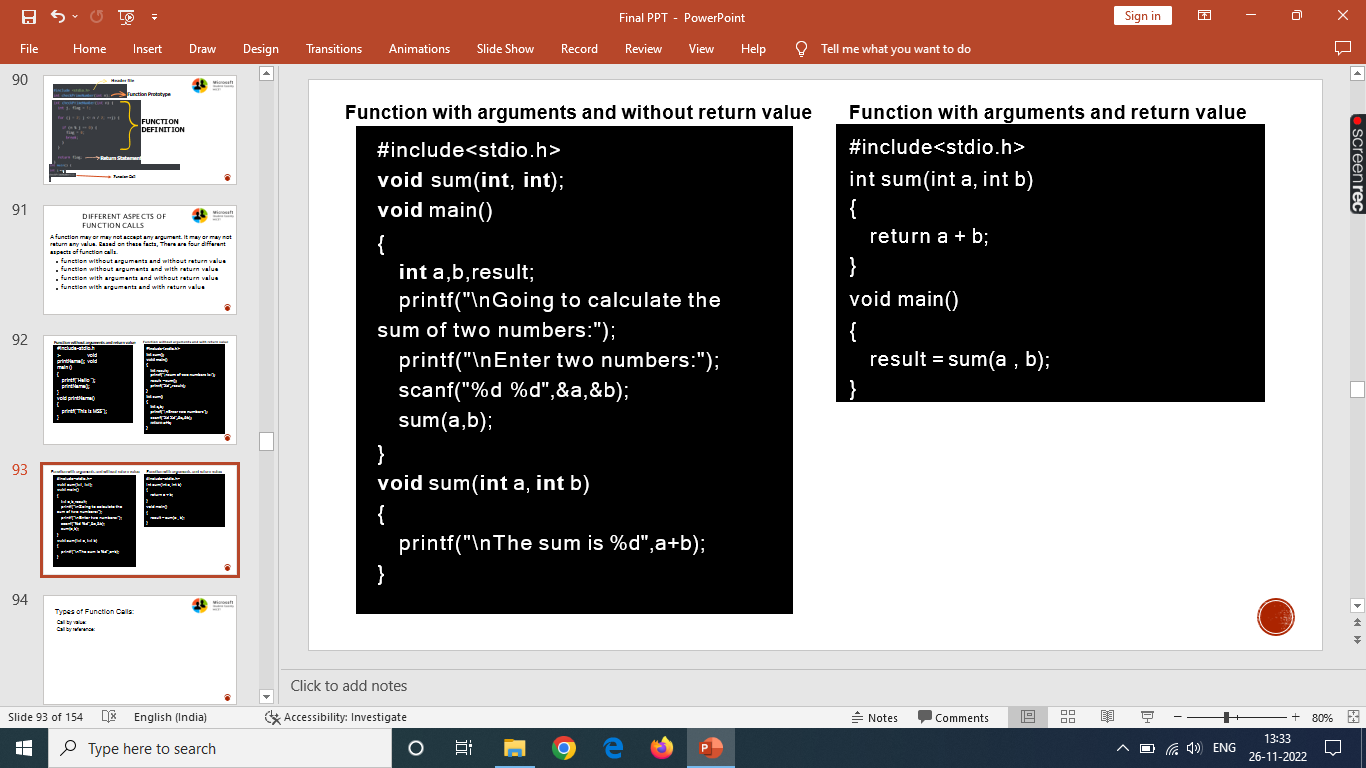 Final PPT - PowerPoint
Sign in
File Home Insert Draw Design Transitions Animations Slide Show Record Review View Help Tell me what you want to do
90
Header file
Function Prototype
FUNCTION
DEFINITION
Return Statement
Function Call
91
DIFFERENT ASPECTS OF
FUNCTION CALLS
A function may or may not accept any argument. It may or may not
return any value. Based on these facts, There are four different
aspects of function calls.
function without arguments and without return value
function without arguments and with return value
function with arguments and without return value
function with arguments and with return value
92
93
94
Types of Function Calls:
Call by value:
Call by reference:
Function with arguments and without return value
#include<stdio.h>
void sum(int, int);
void main()
{
int a,b,result;
printf("\nGoing to calculate the
sum of two numbers:");
printf("\nEnter two numbers:");
scanf("%d %d",&a,&b);
sum(a,b);
}
void sum(int a, int b)
{
printf("\nThe sum is %d",a+b);
}
Function with arguments and return value
#include<stdio.h>
int sum(int a, int b)
{
return a + b;
}
void main()
{
result = sum(a , b);
}
screenrec
Click to add notes
Slide 93 of 154 English (India) Accessibility: Investigate Notes Comments 80%
Type here to search
ENG
13:33
26-11-2022